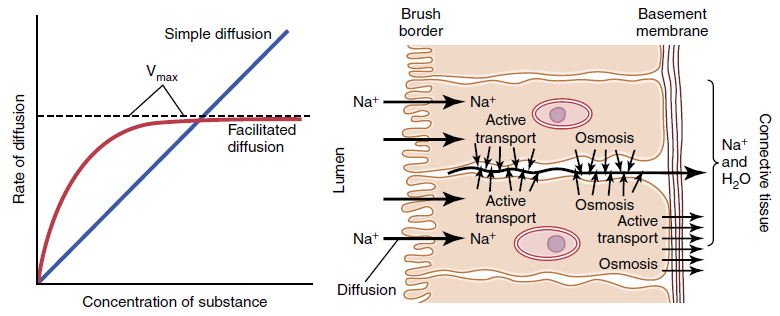 Simple diffusion
Vmax
Facilitated
diffusion
Rate of diffusion
Concentration of substance
Brush
border
Basement
membrane
Na+
Na+
Active
transport
Osmosis
Lumen
Na+
and
H2O
Connective tissue
Active
transport
Osmosis
Active
transport
Na+
Na+
Osmosis
Diffusion